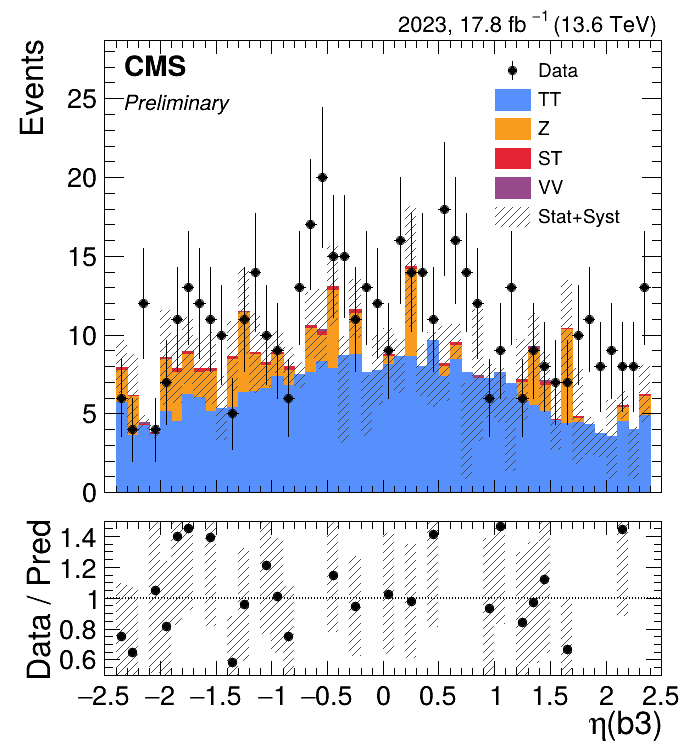 2023, 17.8 fb⁻¹ (13.6 TeV)
CMS
Preliminary
Events
Data
TT
Z
ST
VV
Stat+Syst
25
20
15
10
5
0
Data / Pred
1.4
1.2
1
0.8
0.6
−2.5 −2 −1.5 −1 −0.5 0 0.5 1 1.5 2 2.5
η(b3)